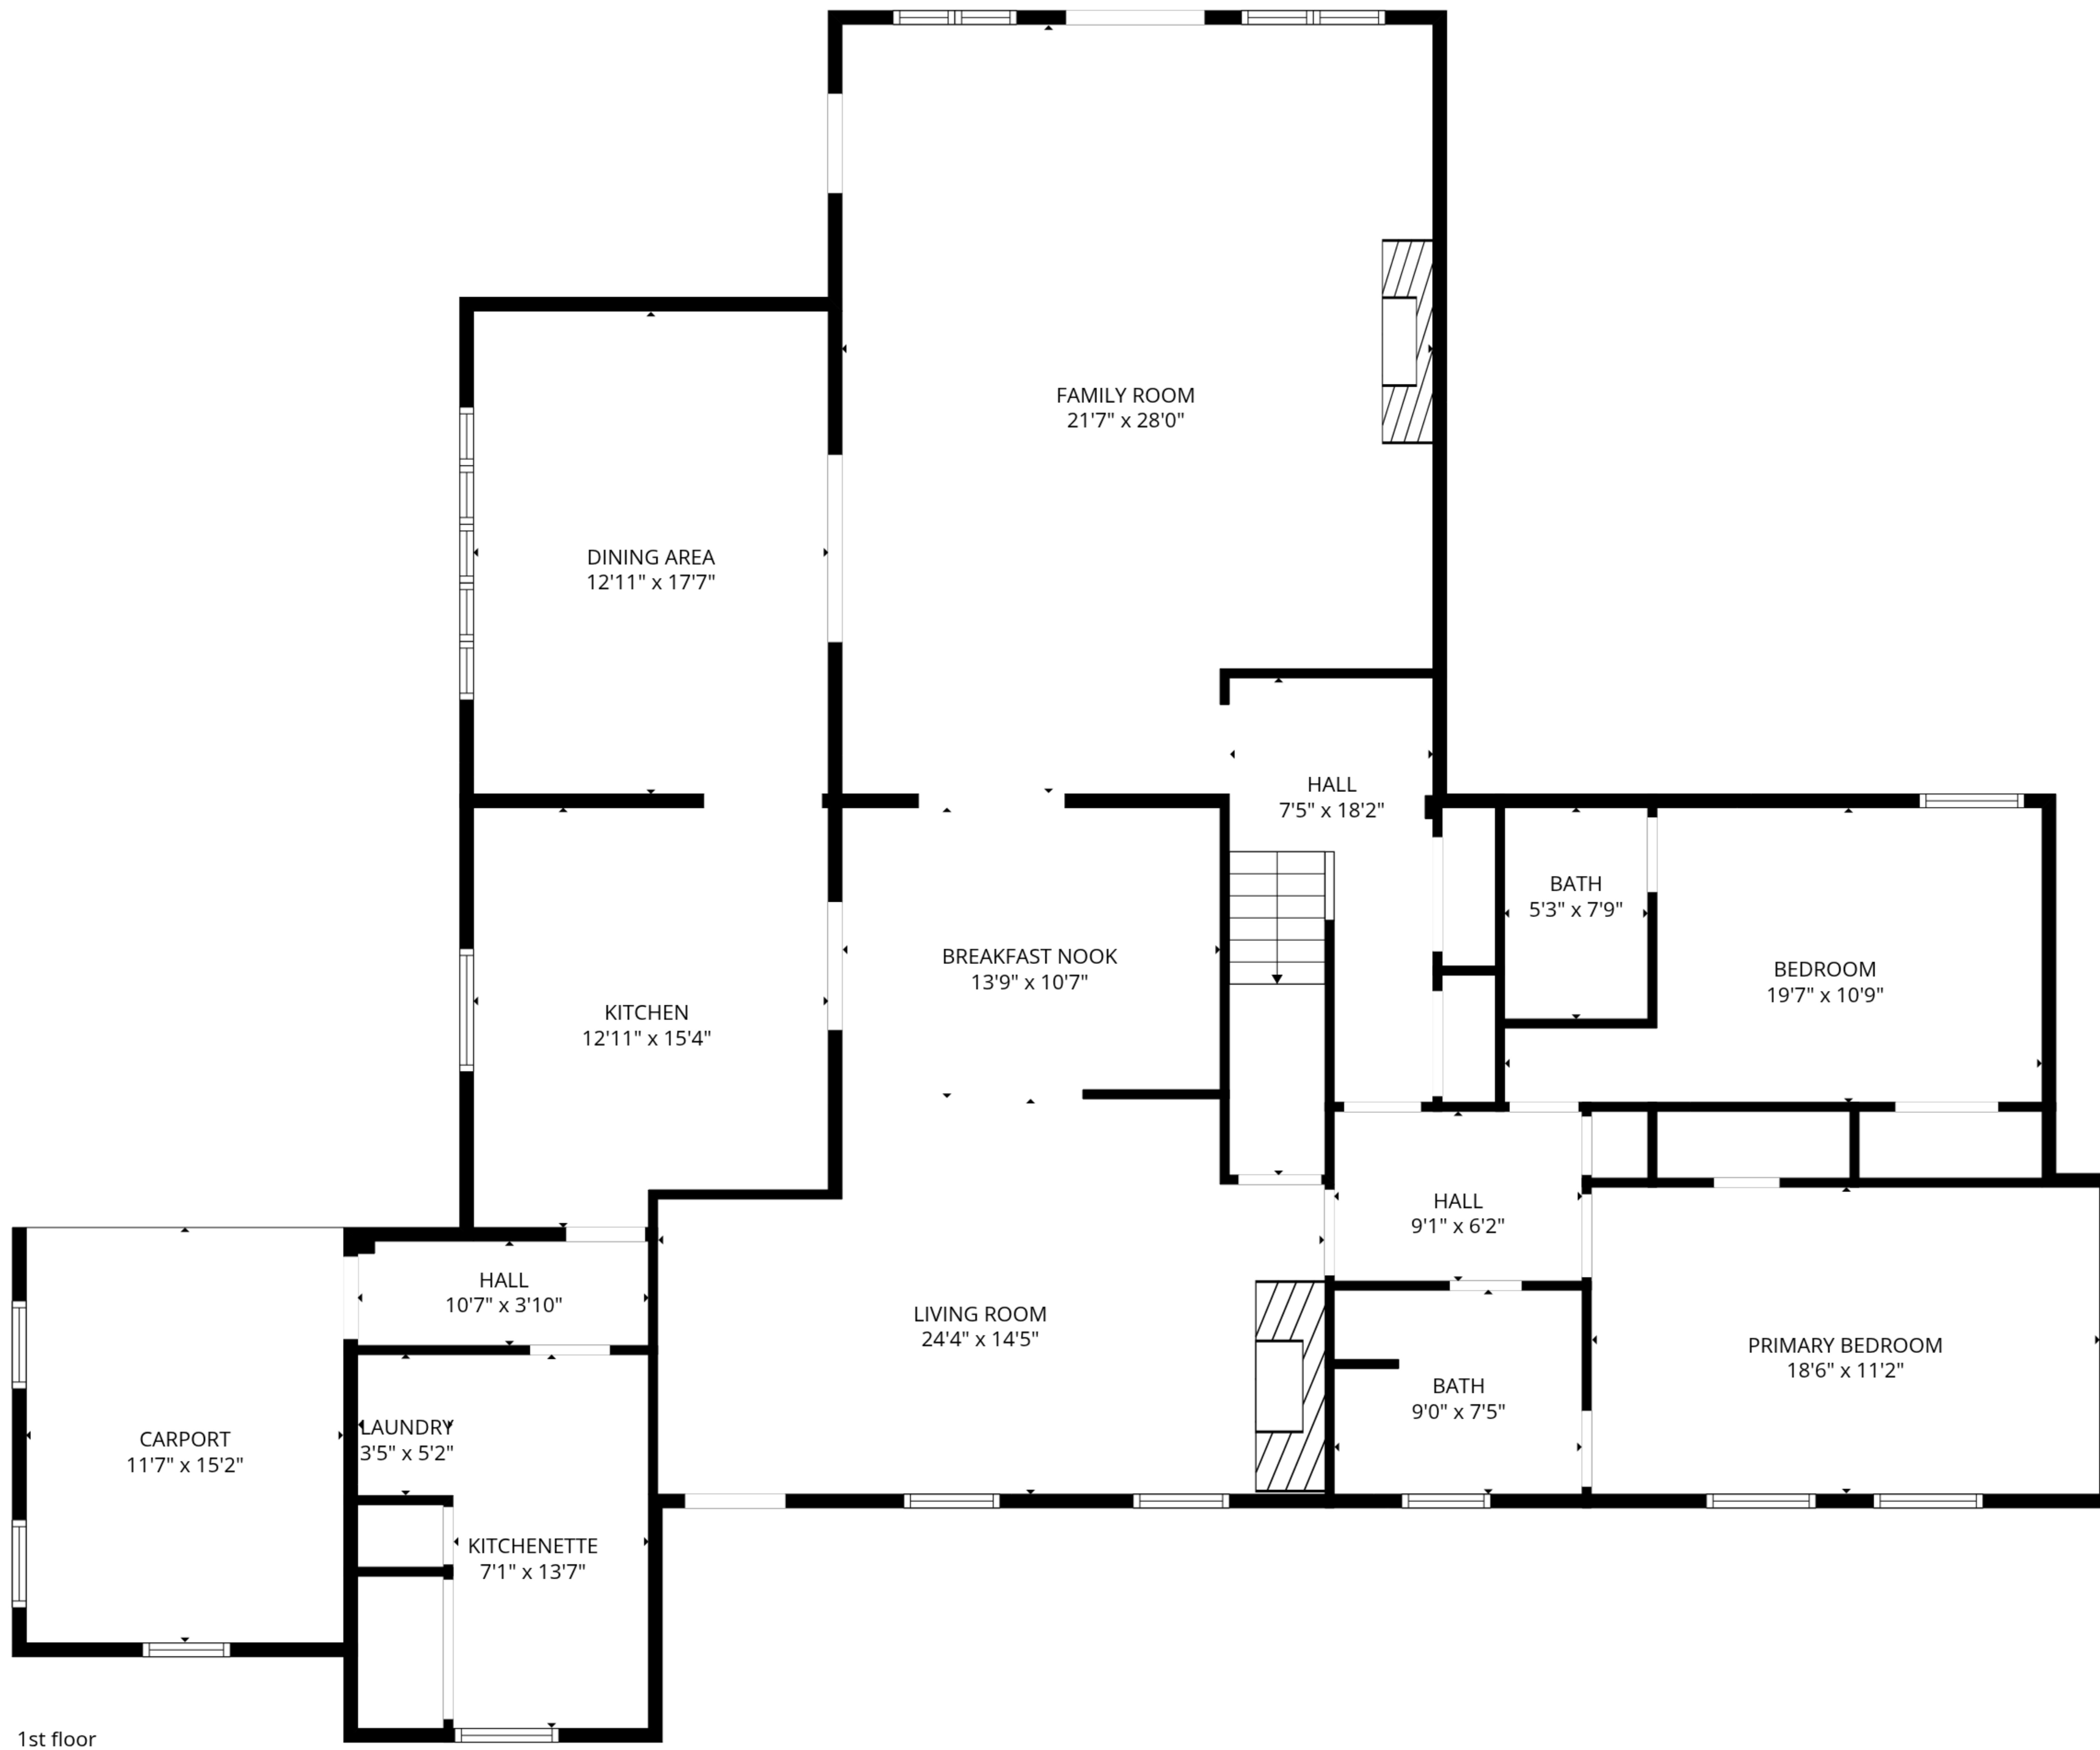 FAMILY ROOM
21'7" x 28'0"
DINING AREA
12'11" x 17'7"
HALL
7'5" x 18'2"
BATH
5'3" x 7'9"
BREAKFAST NOOK
13'9" x 10'7"
BEDROOM
19'7" x 10'9"
KITCHEN
12'11" x 15'4"
HALL
9'1" x 6'2"
HALL
10'7" x 3'10"
LIVING ROOM
24'4" x 14'5"
PRIMARY BEDROOM
18'6" x 11'2"
BATH
9'0" x 7'5"
LAUNDRY
3'5" x 5'2"
CARPORT
11'7" x 15'2"
KITCHENETTE
7'1" x 13'7"
1st floor